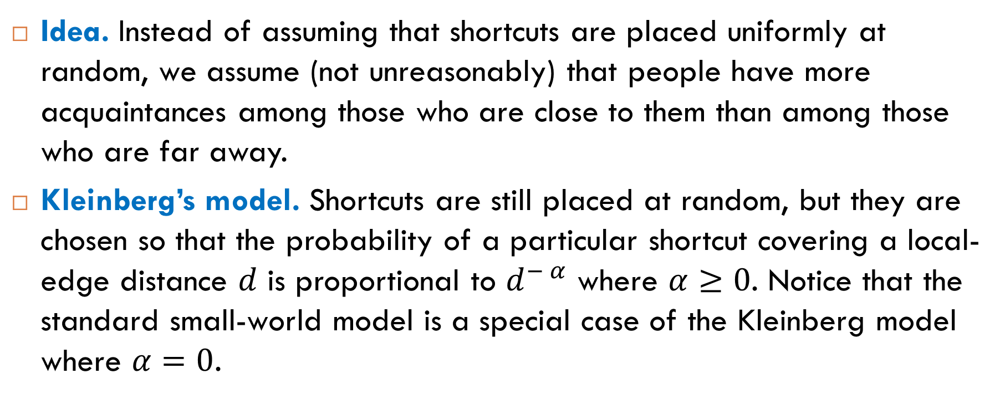 □ Idea. Instead of assuming that shortcuts are placed uniformly at
random, we assume (not unreasonably) that people have more
acquaintances among those who are close to them than among those
who are far away.
□ Kleinberg’s model. Shortcuts are still placed at random, but they are
chosen so that the probability of a particular shortcut covering a local-
edge distance 𝑑 is proportional to 𝑑⁻ ᵅ where 𝛼 ≥ 0. Notice that the
standard small-world model is a special case of the Kleinberg model
where 𝛼 = 0.